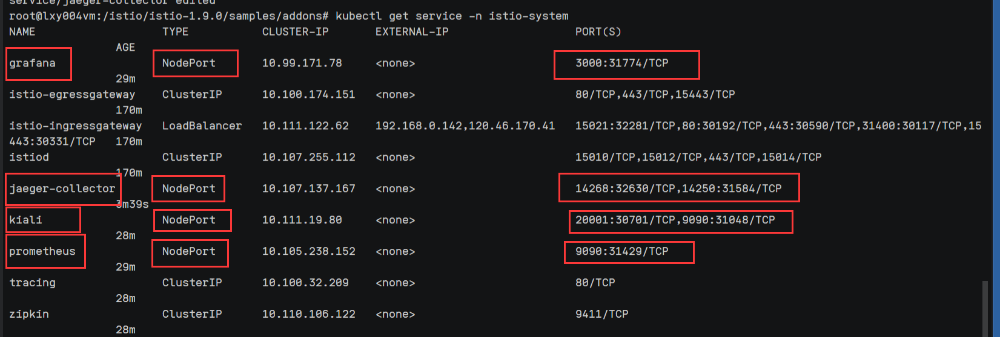 service/jaeger-collector edited
root@lxy004vm:/istio/istio-1.9.0/samples/addons# kubectl get service -n istio-system
NAME TYPE CLUSTER-IP EXTERNAL-IP PORT(S)
AGE
grafana NodePort 10.99.171.78 <none> 3000:31774/TCP
29m
istio-egressgateway ClusterIP 10.100.174.151 <none> 80/TCP,443/TCP,15443/TCP
170m
istio-ingressgateway LoadBalancer 10.111.122.62 192.168.0.142,120.46.170.41 15021:32281/TCP,80:30192/TCP,443:30590/TCP,31400:30117/TCP,15
443:30331/TCP 170m
istiod ClusterIP 10.107.255.112 <none> 15010/TCP,15012/TCP,443/TCP,15014/TCP
170m
jaeger-collector NodePort 10.107.137.167 <none> 14268:32630/TCP,14250:31584/TCP
3m39s
kiali NodePort 10.111.19.80 <none> 20001:30701/TCP,9090:31048/TCP
28m
prometheus NodePort 10.105.238.152 <none> 9090:31429/TCP
29m
tracing ClusterIP 10.100.32.209 <none> 80/TCP
28m
zipkin ClusterIP 10.110.106.122 <none> 9411/TCP
28m